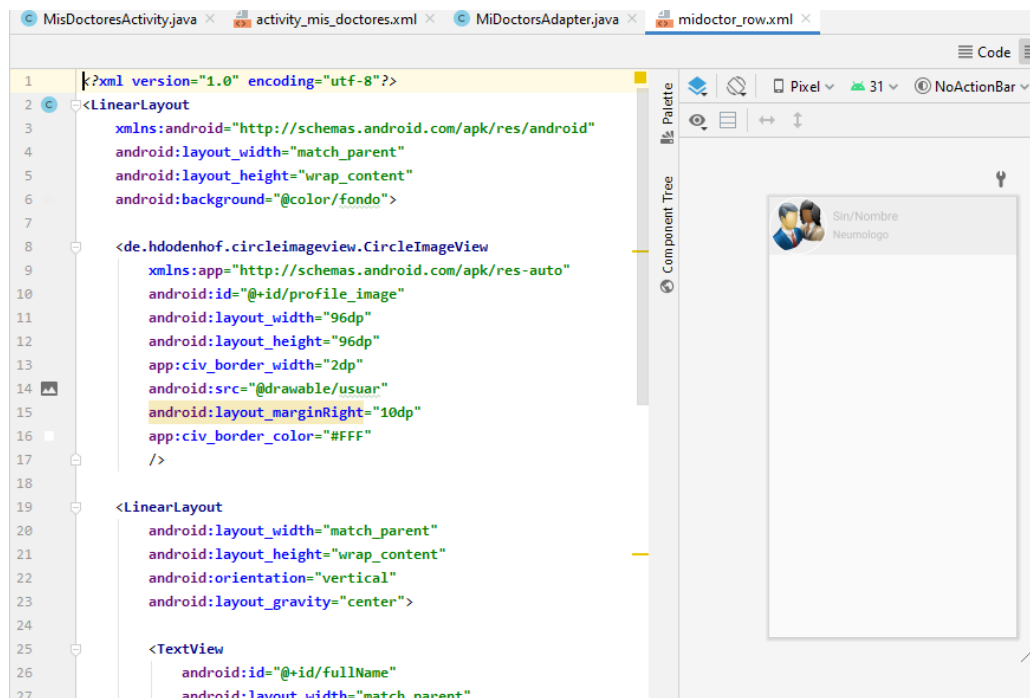 MisDoctoresActivity.java × activity_mis_doctores.xml × MiDoctorsAdapter.java × midoctor_row.xml ×
Code
Pixel 31 NoActionBar
Palette
Component Tree
1 <?xml version="1.0" encoding="utf-8"?>
2 C <LinearLayout
3 xmlns:android="http://schemas.android.com/apk/res/android"
4 android:layout_width="match_parent"
5 android:layout_height="wrap_content"
6 android:background="@color/fondo">
7
8 <de.hdodenhof.circleimageview.CircleImageView
9 xmlns:app="http://schemas.android.com/apk/res-auto"
10 android:id="@+id/profile_image"
11 android:layout_width="96dp"
12 android:layout_height="96dp"
13 app:civ_border_width="2dp"
14 android:src="@drawable/usuar"
15 android:layout_marginRight="10dp"
16 app:civ_border_color="#FFF"
17 />
18
19 <LinearLayout
20 android:layout_width="match_parent"
21 android:layout_height="wrap_content"
22 android:orientation="vertical"
23 android:layout_gravity="center">
24
25 <TextView
26 android:id="@+id/fullName"
27 android:layout_width="match_parent"
Sin/Nombre
Neumologo